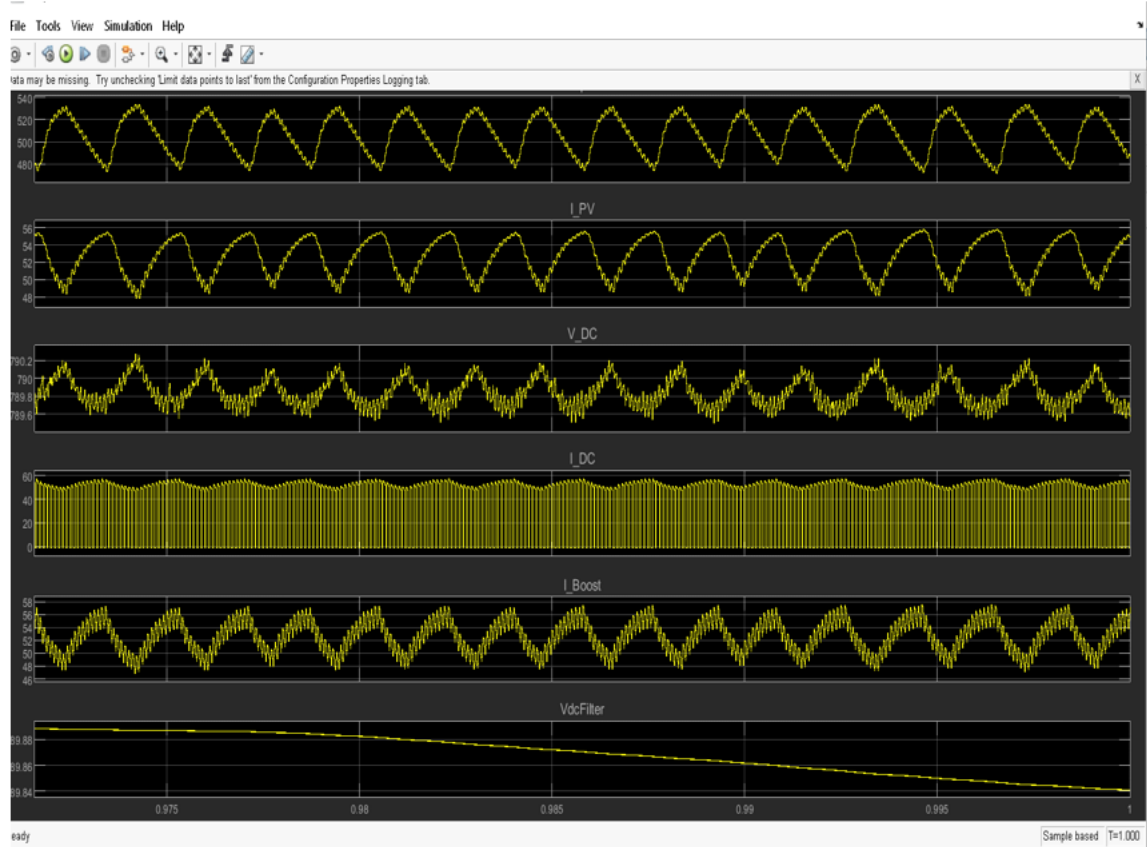 File Tools View Simulation Help
ata may be missing. Try unchecking 'Limit data points to last' from the Configuration Properties Logging tab.
X
540
520
500
480
I_PV
56
54
52
50
48
V_DC
790.2
790
789.8
789.6
I_DC
60
40
20
0
I_Boost
58
56
54
52
50
48
46
VdcFilter
89.88
89.86
89.84
0.975 0.98 0.985 0.99 0.995 1
eady
Sample based T=1.000